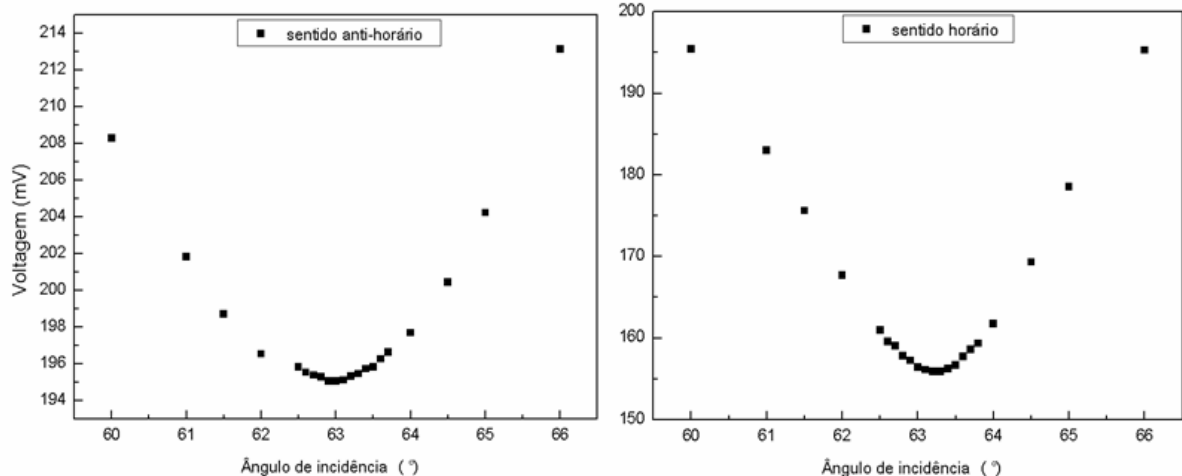 sentido anti-horário
214
212
210
208
206
204
202
200
198
196
194
Voltagem (mV)
60 61 62 63 64 65 66
Ângulo de incidência ( º)
sentido horário
200
190
180
170
160
150
60 61 62 63 64 65 66
Ângulo de incidência ( º)